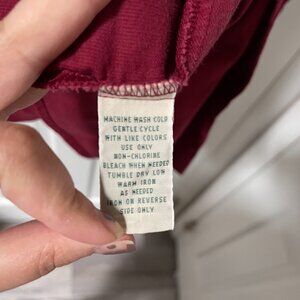 MACHINE WASH COLD
GENTLE CYCLE
WITH LIKE COLORS
USE ONLY
NON-CHLORINE
BLEACH WHEN NEEDED
TUMBLE DRY LOW
WARM IRON
AS NEEDED
IRON ON REVERSE
SIDE ONLY